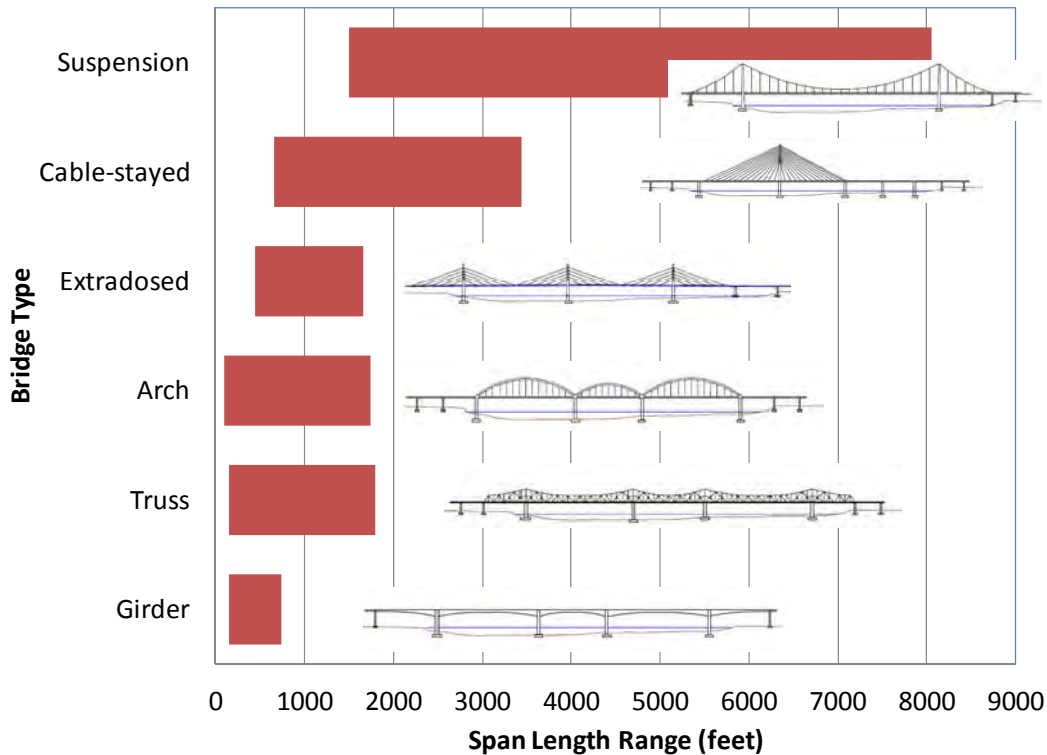 Suspension
Cable-stayed
Extradosed
Arch
Truss
Girder
Bridge Type
0 1000 2000 3000 4000 5000 6000 7000 8000 9000
Span Length Range (feet)